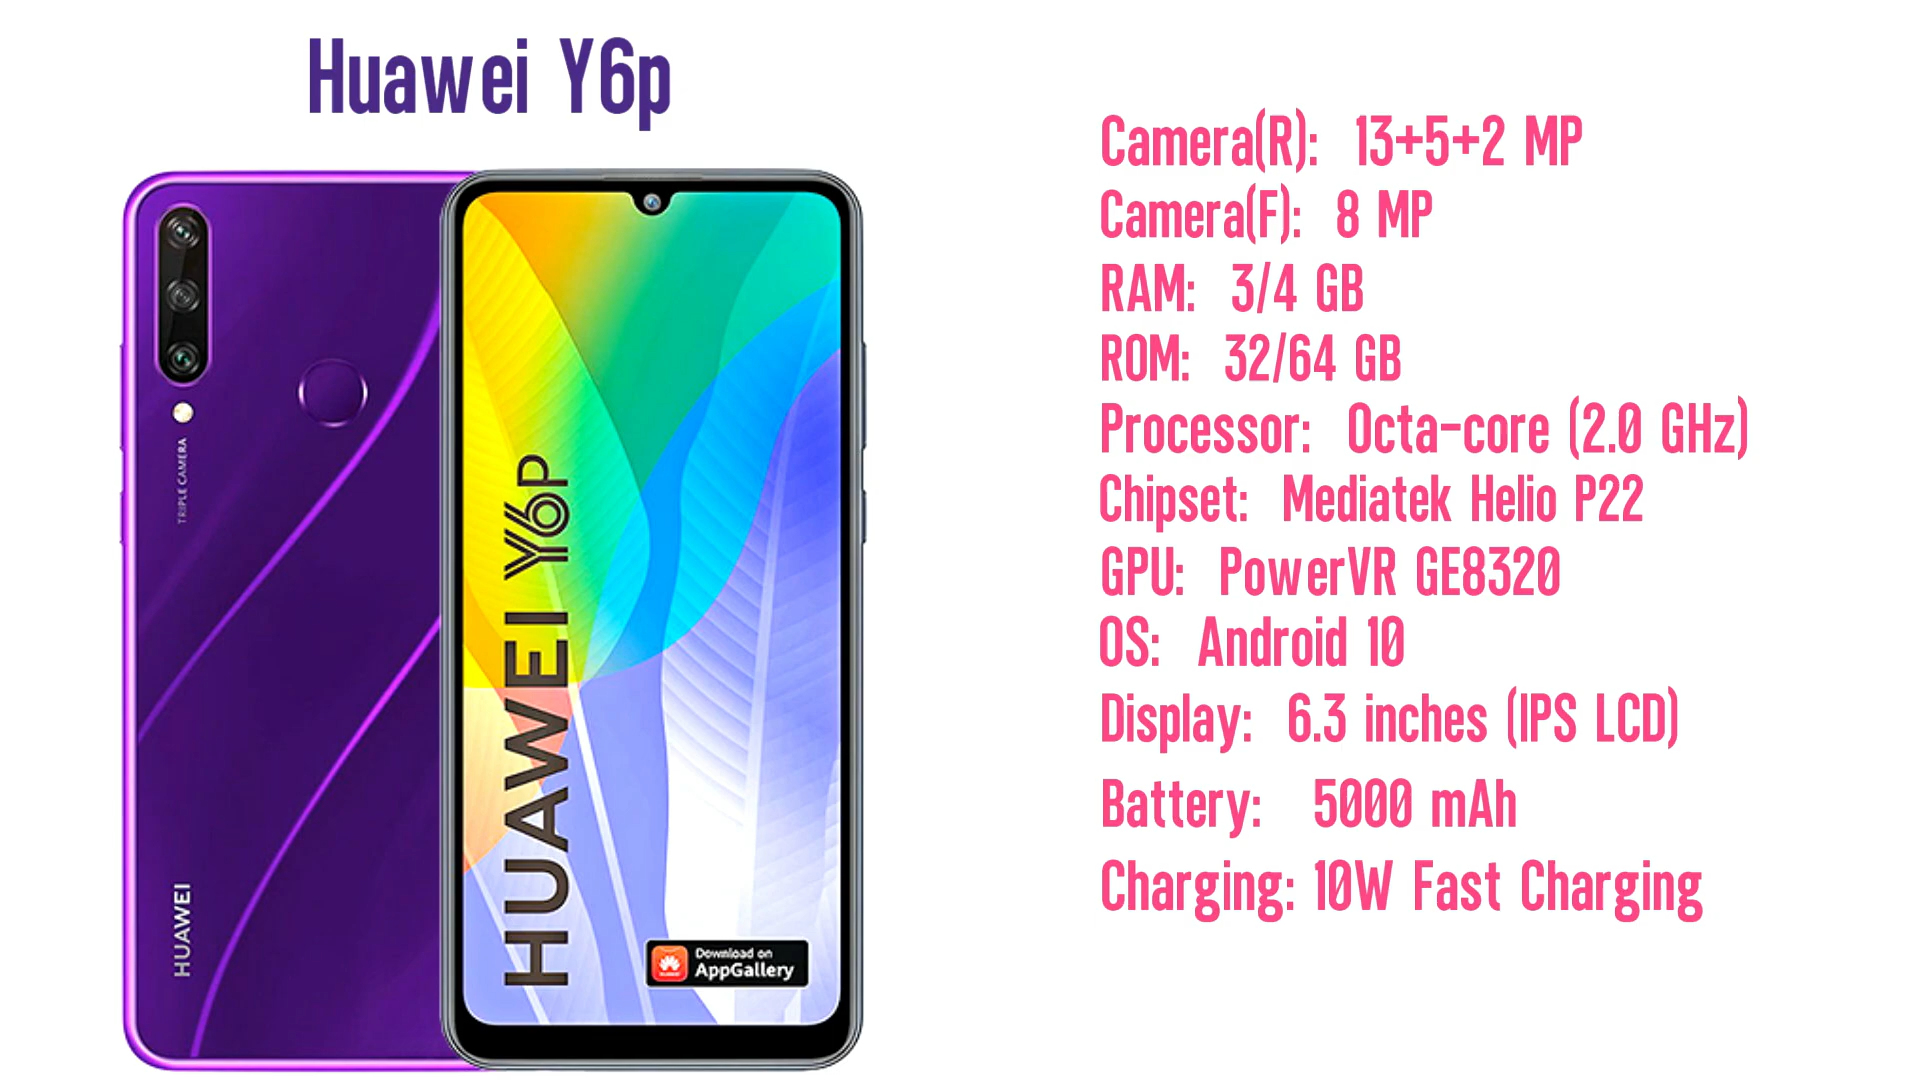 Huawei Y6p
TRIPLE CAMERA
HUAWEI
HUAWEI Y6P
Download on
AppGallery
Camera(R): 13+5+2 MP
Camera(F): 8 MP
RAM: 3/4 GB
ROM: 32/64 GB
Processor: Octa-core (2.0 GHz)
Chipset: Mediatek Helio P22
GPU: PowerVR GE8320
OS: Android 10
Display: 6.3 inches (IPS LCD)
Battery: 5000 mAh
Charging: 10W Fast Charging